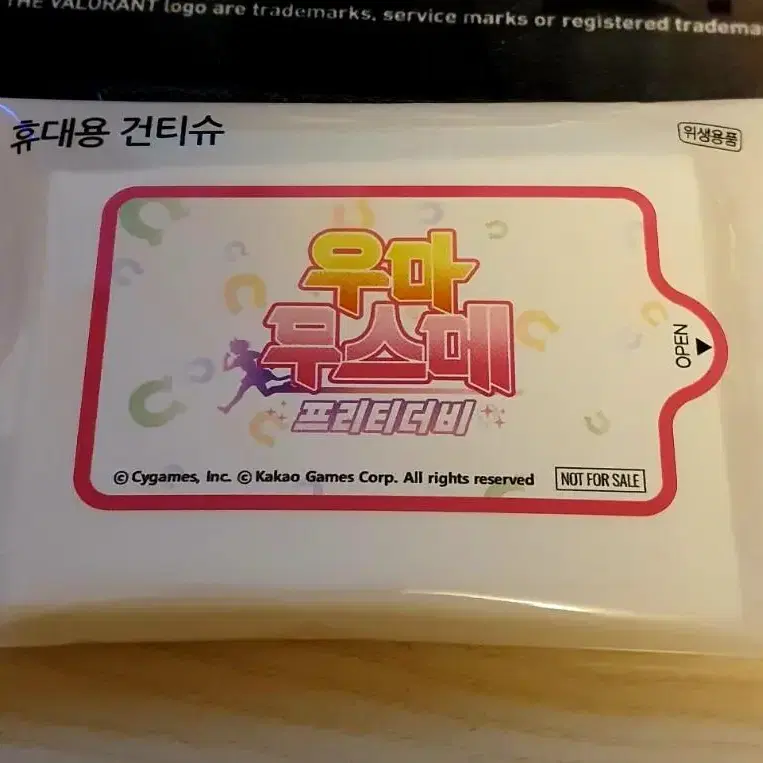 THE VALORANT logo are trademarks, service marks or registered
휴대용 건티슈
위생용품
우마
무스메
프리티더비
OPEN
© Cygames, Inc. © Kakao Games Corp. All rights reserved
NOT FOR SALE